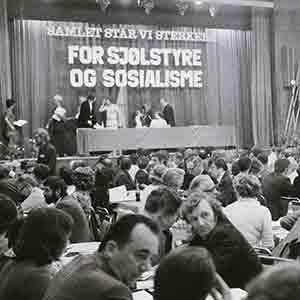 SAMLET STÅR VI STERKEST
FOR SJØLSTYRE
OG SOSIALISME